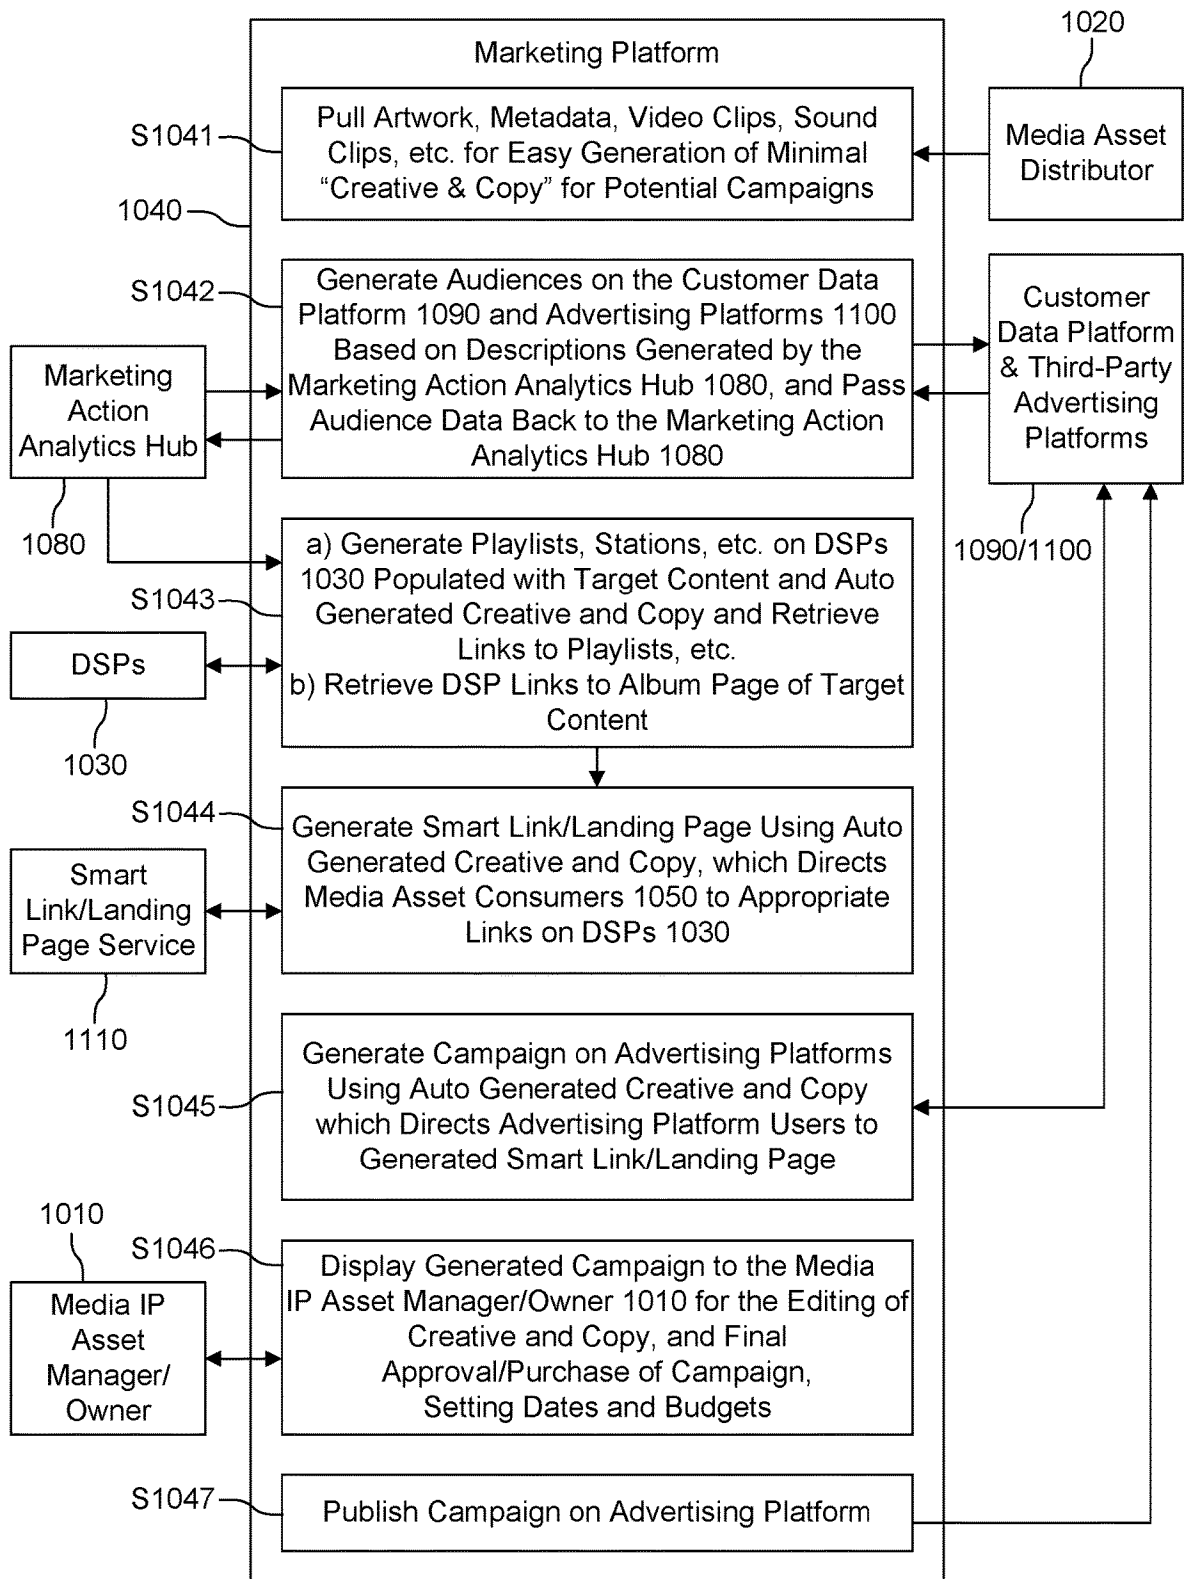 1020
Marketing Platform
S1041
Pull Artwork, Metadata, Video Clips, Sound
Clips, etc. for Easy Generation of Minimal
“Creative & Copy” for Potential Campaigns
Media Asset
Distributor
1040
S1042
Generate Audiences on the Customer Data
Platform 1090 and Advertising Platforms 1100
Based on Descriptions Generated by the
Marketing Action Analytics Hub 1080, and Pass
Audience Data Back to the Marketing Action
Analytics Hub 1080
Customer
Data Platform
& Third-Party
Advertising
Platforms
Marketing
Action
Analytics Hub
1080
1090/1100
S1043
a) Generate Playlists, Stations, etc. on DSPs
1030 Populated with Target Content and Auto
Generated Creative and Copy and Retrieve
Links to Playlists, etc.
b) Retrieve DSP Links to Album Page of Target
Content
DSPs
1030
S1044
Generate Smart Link/Landing Page Using Auto
Generated Creative and Copy, which Directs
Media Asset Consumers 1050 to Appropriate
Links on DSPs 1030
Smart
Link/Landing
Page Service
1110
S1045
Generate Campaign on Advertising Platforms
Using Auto Generated Creative and Copy
which Directs Advertising Platform Users to
Generated Smart Link/Landing Page
1010
S1046
Display Generated Campaign to the Media
IP Asset Manager/Owner 1010 for the Editing of
Creative and Copy, and Final
Approval/Purchase of Campaign,
Setting Dates and Budgets
Media IP
Asset
Manager/
Owner
S1047
Publish Campaign on Advertising Platform